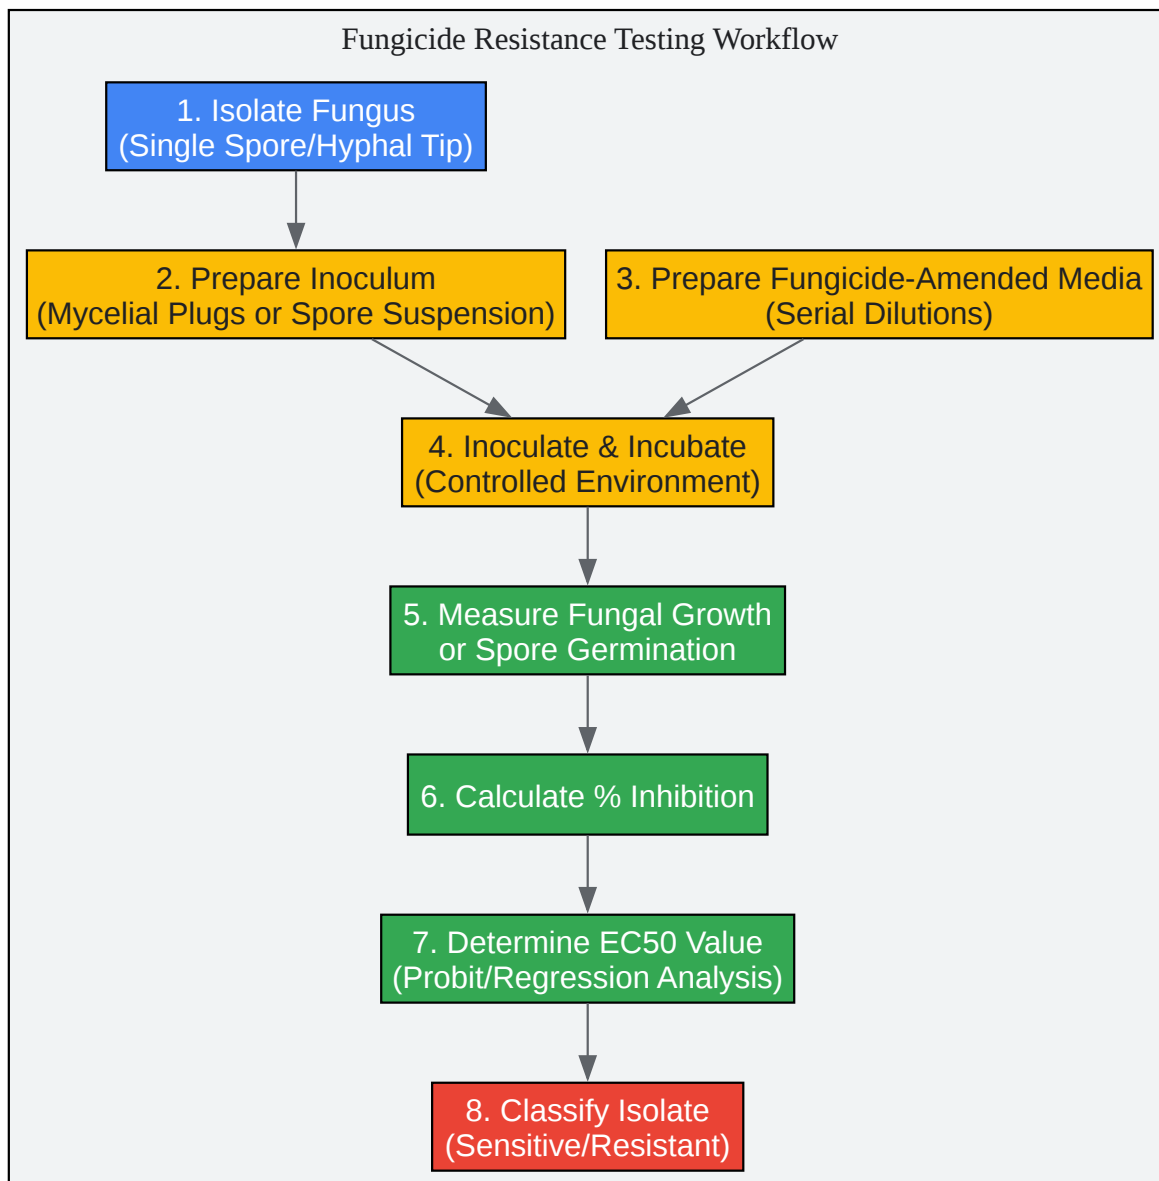 Fungicide Resistance Testing Workflow
1. Isolate Fungus
(Single Spore/Hyphal Tip)
2. Prepare Inoculum
(Mycelial Plugs or Spore Suspension)
3. Prepare Fungicide-Amended Media
(Serial Dilutions)
4. Inoculate & Incubate
(Controlled Environment)
5. Measure Fungal Growth
or Spore Germination
6. Calculate % Inhibition
7. Determine EC50 Value
(Probit/Regression Analysis)
8. Classify Isolate
(Sensitive/Resistant)